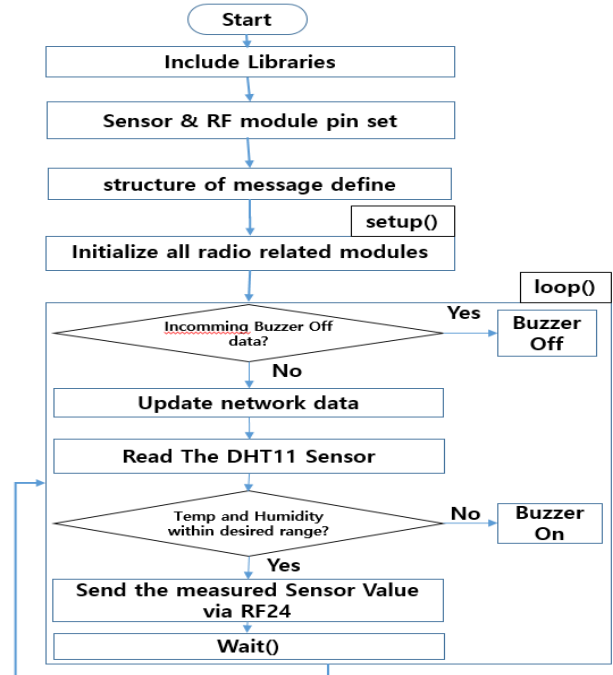 Start
Include Libraries
Sensor & RF module pin set
structure of message define
setup()
Initialize all radio related modules
loop()
Incomming Buzzer Off
data?
Yes
Buzzer
Off
No
Update network data
Read The DHT11 Sensor
Temp and Humidity
within desired range?
No
Buzzer
On
Yes
Send the measured Sensor Value
via RF24
Wait()